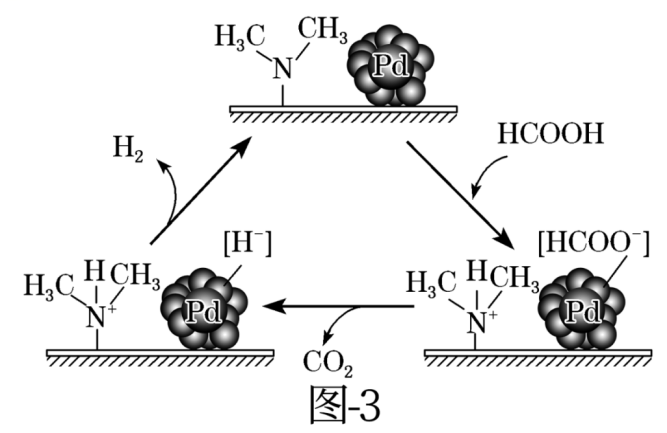 H₃C CH₃
N
Pd
HCOOH
H₂
[H⁻]
H₃C H CH₃
N⁺
Pd
CO₂
[HCOO⁻]
H₃C H CH₃
N⁺
Pd
图-3